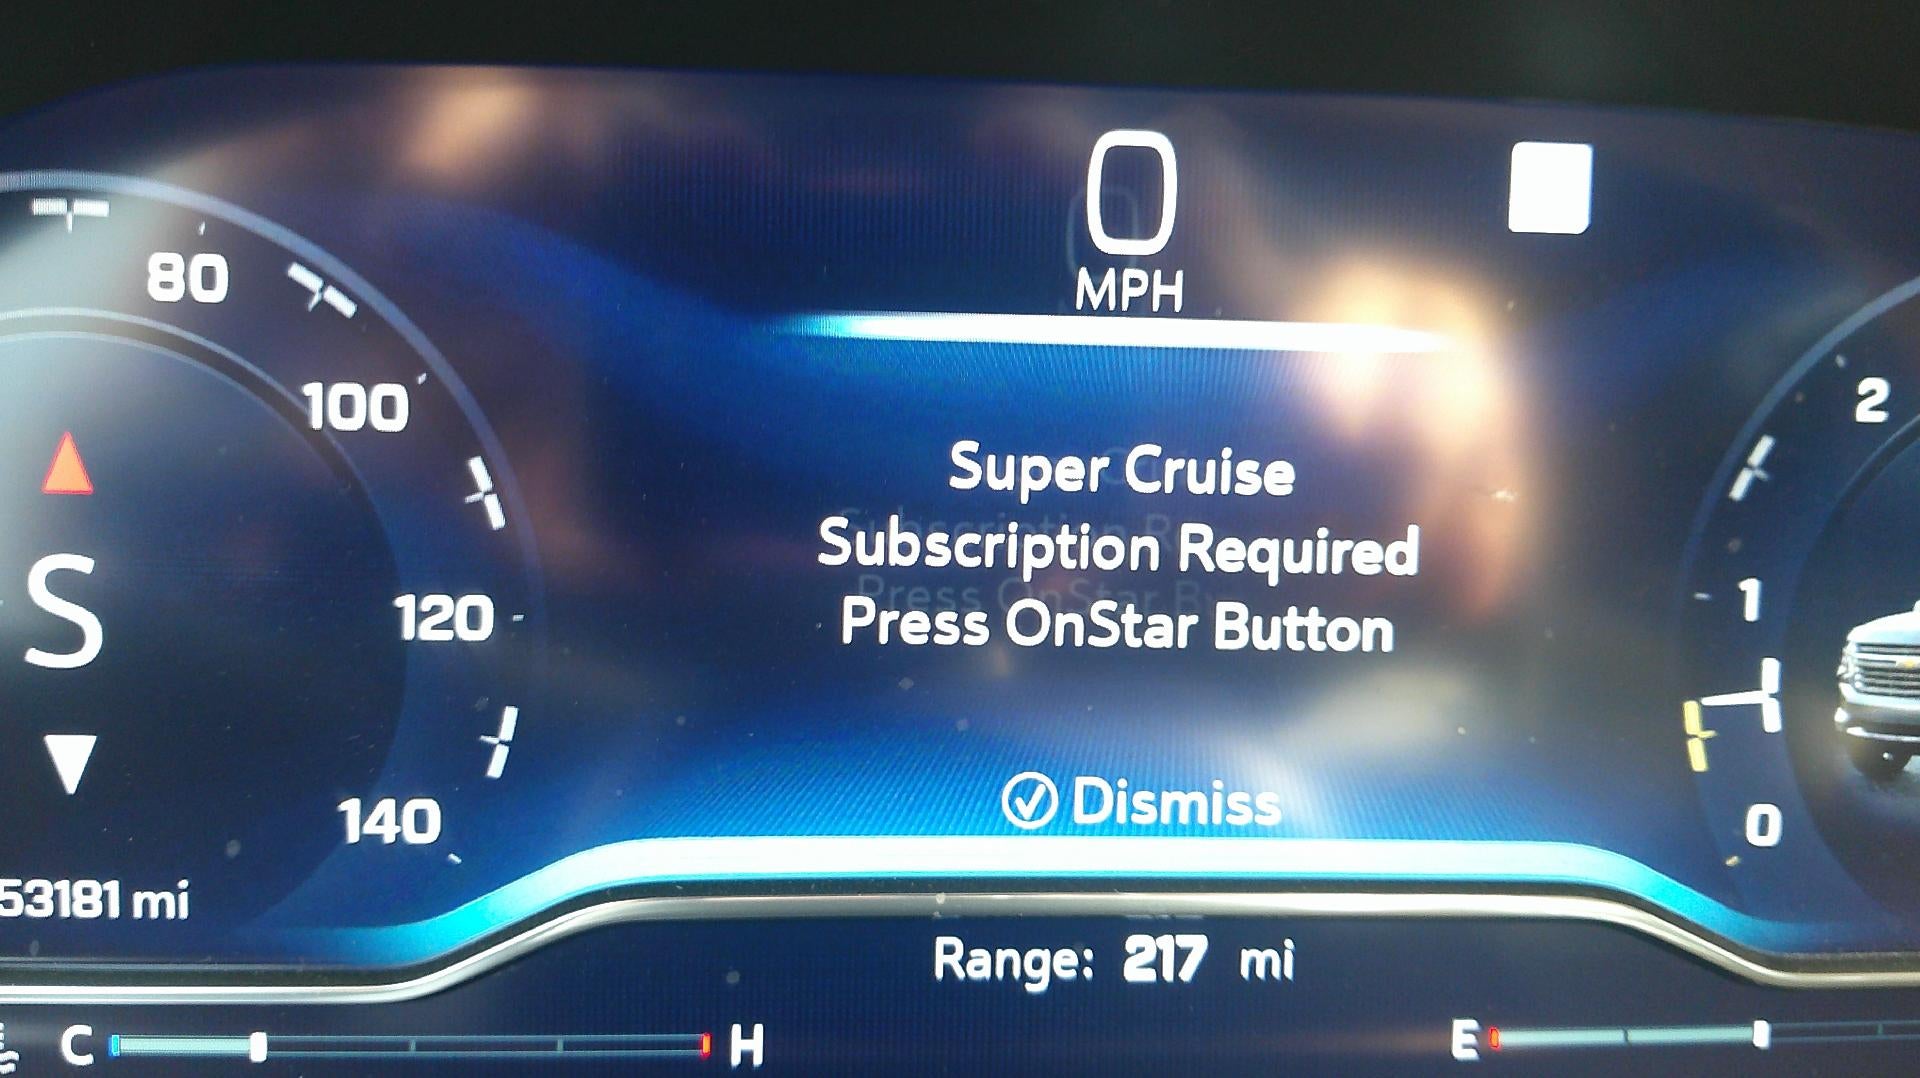 0
MPH
80
100
120
140
S
Super Cruise
Subscription Required
Press OnStar Button
Dismiss
2
1
0
53181 mi
Range: 217 mi
C
H
E